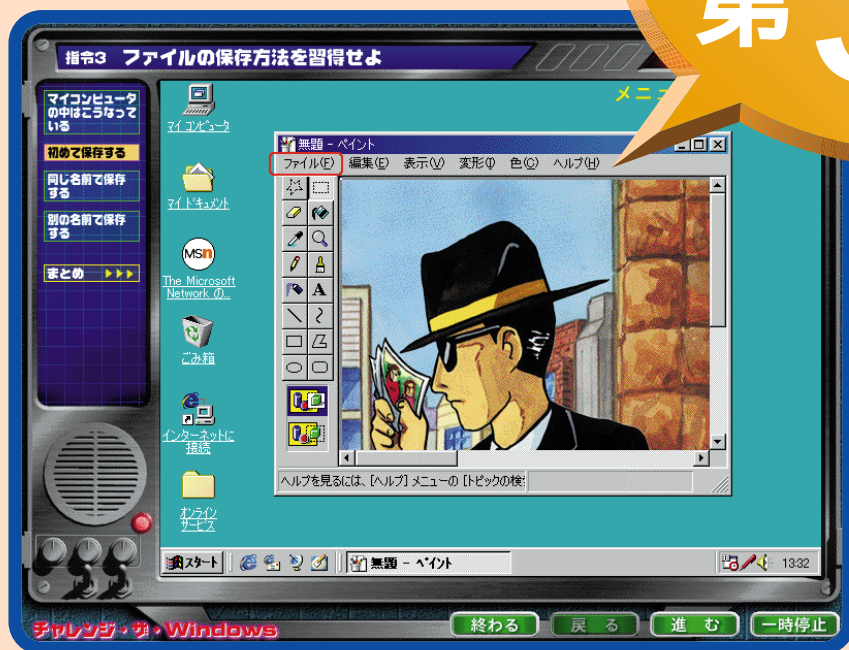 第
指令3 ファイルの保存方法を習得せよ
マイコンピュータ
の中はこうなって
いる
初めて保存する
同じ名前で保存
する
別の名前で保存
する
まとめ ▶▶▶
マイ コンピュータ
マイ ドキュメント
msn
The Microsoft
Network の...
ごみ箱
インターネットに
接続
オンライン
サービス
メニュ
無題 - ペイント
ファイル(F) 編集(E) 表示(V) 変形(I) 色(C) ヘルプ(H)
A
ヘルプを見るには、[ヘルプ] メニューの [トピックの検
スタート
無題 - ペイント
13:32
チャレンジ・ザ・Windows
終わる
戻る
進む
一時停止